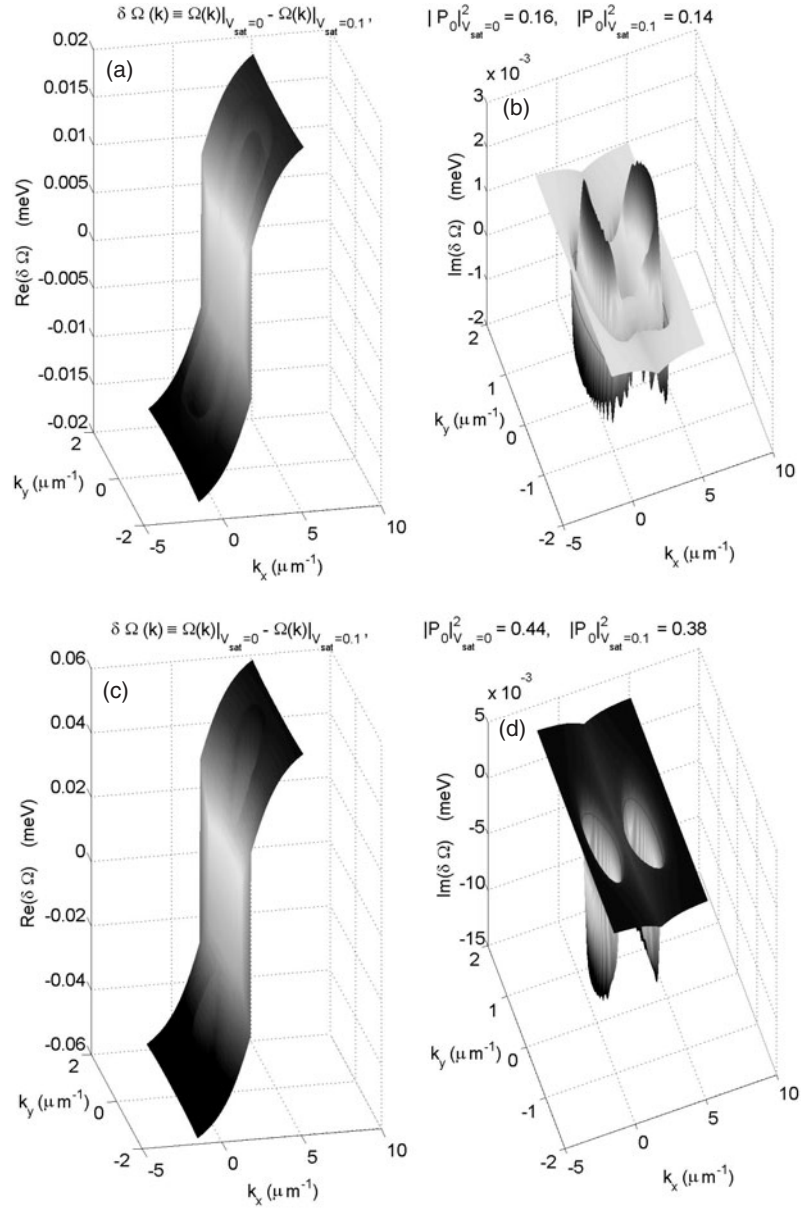 δ Ω (k) ≡ Ω(k)|V_sat=0 - Ω(k)|V_sat=0.1 ,
| P_0|^2_V_sat=0 = 0.16, |P_0|^2_V_sat=0.1 = 0.14
(a)
0.02
0.015
0.01
0.005
0
-0.005
-0.01
-0.015
-0.02
Re(δ Ω) (meV)
2
0
-2
k_y (μ m^-1)
-5
0
5
10
k_x (μ m^-1)
(b)
x 10^-3
3
2
1
0
-1
-2
Im(δ Ω) (meV)
2
1
0
-1
-2
k_y (μ m^-1)
-5
0
5
10
k_x (μ m^-1)
δ Ω (k) ≡ Ω(k)|V_sat=0 - Ω(k)|V_sat=0.1 ,
|P_0|^2_V_sat=0 = 0.44, |P_0|^2_V_sat=0.1 = 0.38
(c)
0.06
0.04
0.02
0
-0.02
-0.04
-0.06
Re(δ Ω) (meV)
2
0
-2
k_y (μ m^-1)
-5
0
5
10
k_x (μ m^-1)
(d)
x 10^-3
5
0
-5
-10
-15
Im(δ Ω) (meV)
2
1
0
-1
-2
k_y (μ m^-1)
-5
0
5
10
k_x (μ m^-1)